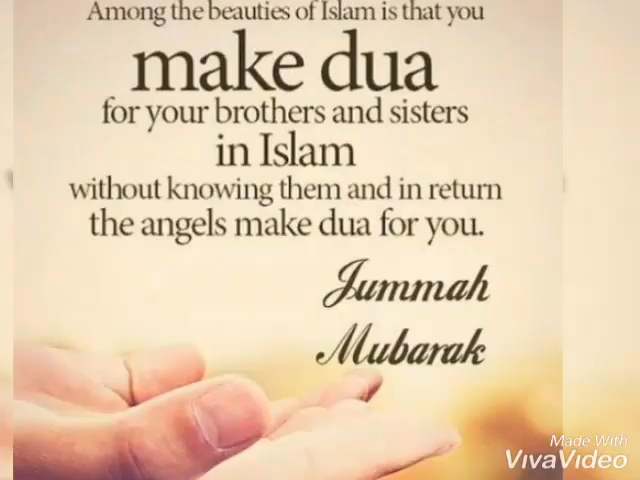 Among the beauties of Islam is that you
make dua
for your brothers and sisters
in Islam
without knowing them and in return
the angels make dua for you.
Jummah
Mubarak
Made With
VivaVideo